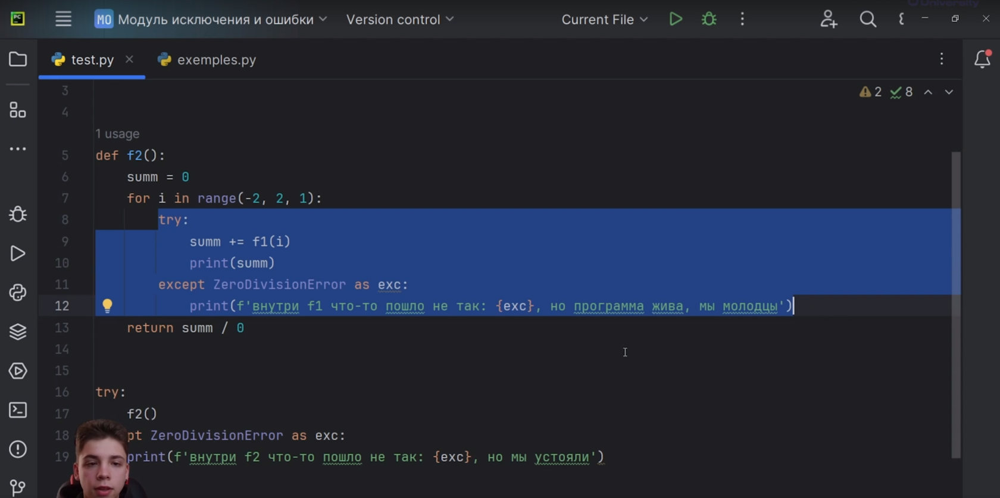 University
PC
MO Модуль исключения и ошибки Version control Current File
test.py exemples.py
3 2 8
4
1 usage
5 def f2():
6 summ = 0
7 for i in range(-2, 2, 1):
8 try:
9 summ += f1(i)
10 print(summ)
11 except ZeroDivisionError as exc:
12 print(f'внутри f1 что-то пошло не так: {exc}, но программа жива, мы молодцы')
13 return summ / 0
14
15
16 try:
17 f2()
18 pt ZeroDivisionError as exc:
19 print(f'внутри f2 что-то пошло не так: {exc}, но мы устояли')